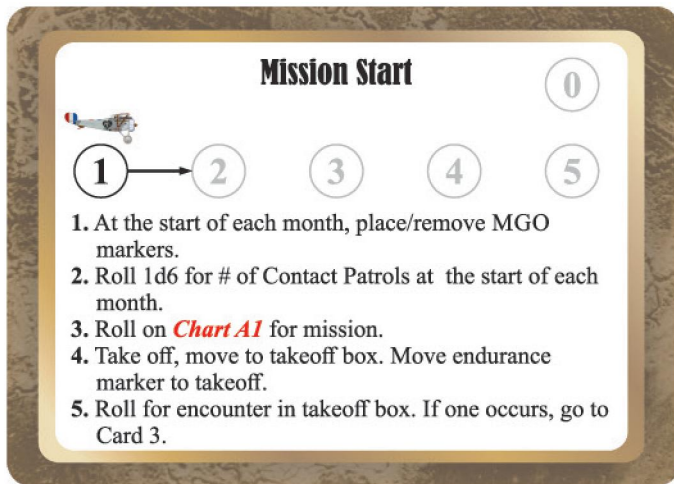 Mission Start
0
1 2 3 4 5
1. At the start of each month, place/remove MGO
markers.
2. Roll 1d6 for # of Contact Patrols at the start of each
month.
3. Roll on Chart A1 for mission.
4. Take off, move to takeoff box. Move endurance
marker to takeoff.
5. Roll for encounter in takeoff box. If one occurs, go to
Card 3.